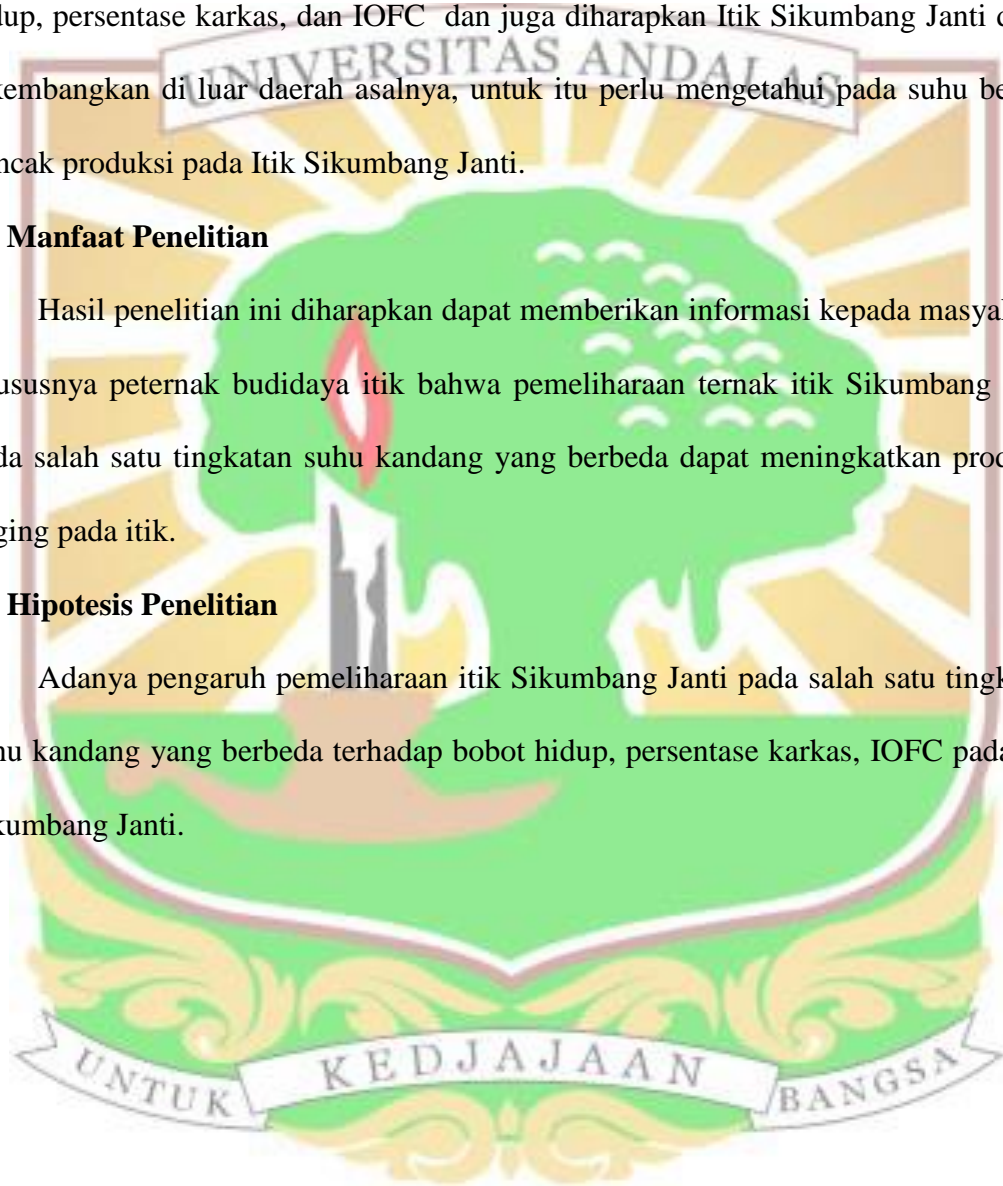 dup, persentase karkas, dan IOFC dan juga diharapkan Itik Sikumbang Janti d
UNIVERSITAS ANDALAS
kembangkan di luar daerah asalnya, untuk itu perlu mengetahui pada suhu be
ncak produksi pada Itik Sikumbang Janti.
Manfaat Penelitian
Hasil penelitian ini diharapkan dapat memberikan informasi kepada masyal
ususnya peternak budidaya itik bahwa pemeliharaan ternak itik Sikumbang
da salah satu tingkatan suhu kandang yang berbeda dapat meningkatkan prod
ging pada itik.
Hipotesis Penelitian
Adanya pengaruh pemeliharaan itik Sikumbang Janti pada salah satu tingk
hu kandang yang berbeda terhadap bobot hidup, persentase karkas, IOFC pada
kumbang Janti.
UNTUK KEDJAJAAN BANGSA